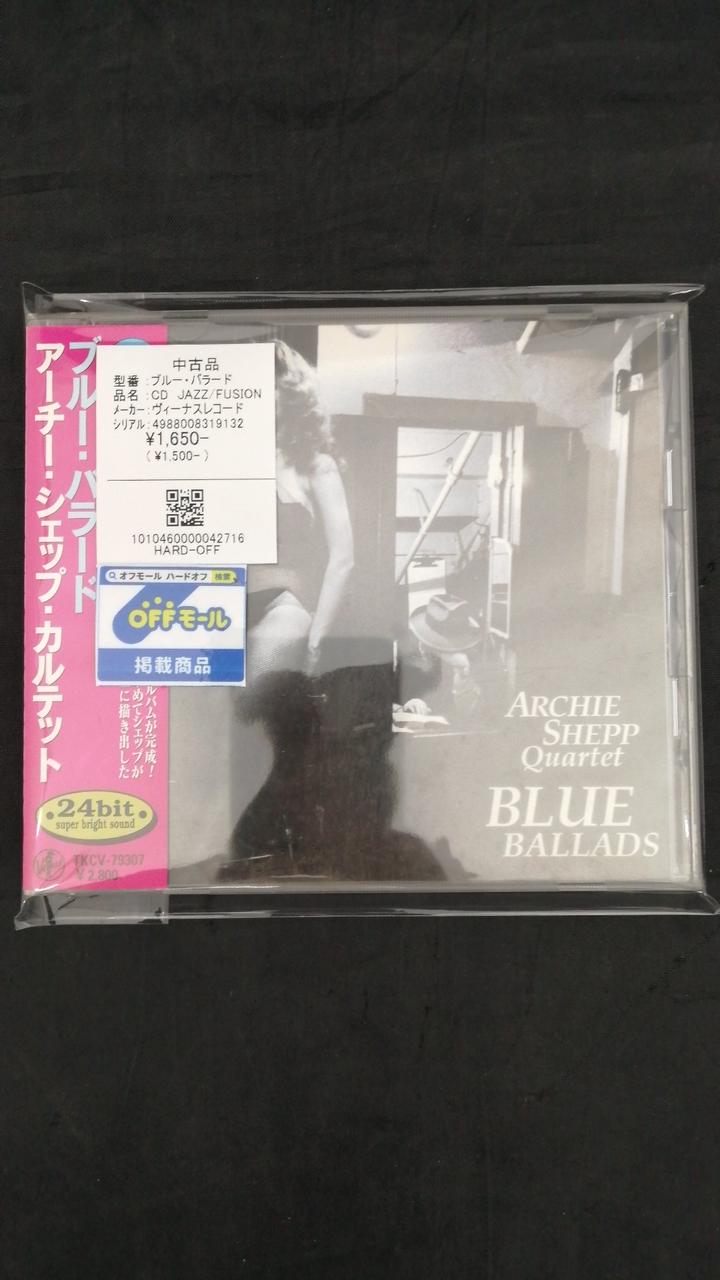 ブルー・バラード
アーチー・シェップ・カルテット
中古品
型番 :ブルー・バラード
品名 :CD JAZZ/FUSION
メーカー:ヴィーナスレコード
シリアル:4988008319132
¥1,650-
( ¥1,500- )
1010460000042716
HARD-OFF
オフモール ハードオフ 検索
OFFモール
掲載商品
ルバムが完成!
めてシェップが
に描き出した
24bit
super bright sound
TKCV-79307
¥2,800
ARCHIE
SHEPP
Quartet
BLUE
BALLADS